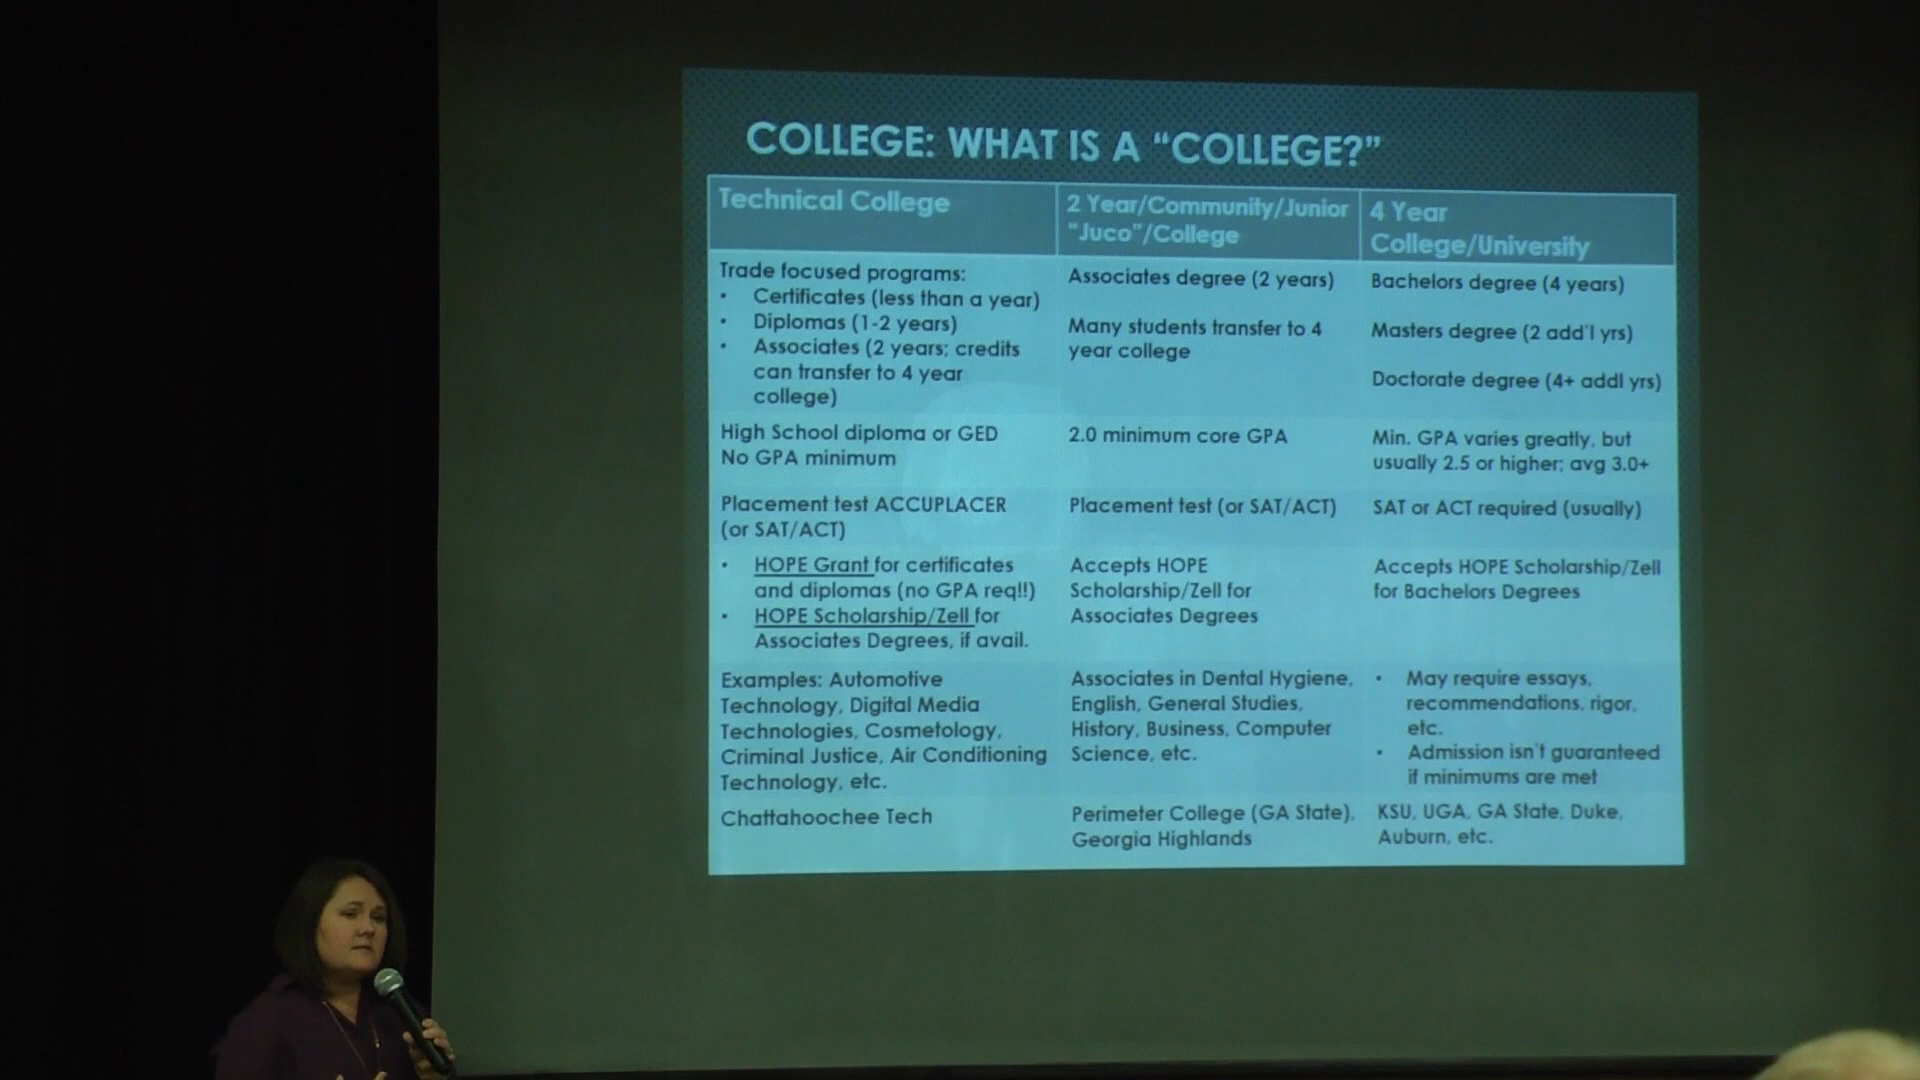 COLLEGE: WHAT IS A “COLLEGE?”
Technical College
2 Year/Community/Junior
"Juco"/College
4 Year
College/University
Trade focused programs:
• Certificates (less than a year)
• Diplomas (1-2 years)
• Associates (2 years; credits
can transfer to 4 year
college)
Associates degree (2 years)
Many students transfer to 4
year college
Bachelors degree (4 years)
Masters degree (2 add'l yrs)
Doctorate degree (4+ addl yrs)
High School diploma or GED
No GPA minimum
2.0 minimum core GPA
Min. GPA varies greatly, but
usually 2.5 or higher; avg 3.0+
Placement test ACCUPLACER
(or SAT/ACT)
Placement test (or SAT/ACT)
SAT or ACT required (usually)
• HOPE Grant for certificates
and diplomas (no GPA req!!)
• HOPE Scholarship/Zell for
Associates Degrees, if avail.
Accepts HOPE
Scholarship/Zell for
Associates Degrees
Accepts HOPE Scholarship/Zell
for Bachelors Degrees
Examples: Automotive
Technology, Digital Media
Technologies, Cosmetology,
Criminal Justice, Air Conditioning
Technology, etc.
Associates in Dental Hygiene,
English, General Studies,
History, Business, Computer
Science, etc.
• May require essays,
recommendations, rigor,
etc.
• Admission isn't guaranteed
if minimums are met
Chattahoochee Tech
Perimeter College (GA State),
Georgia Highlands
KSU, UGA, GA State, Duke,
Auburn, etc.